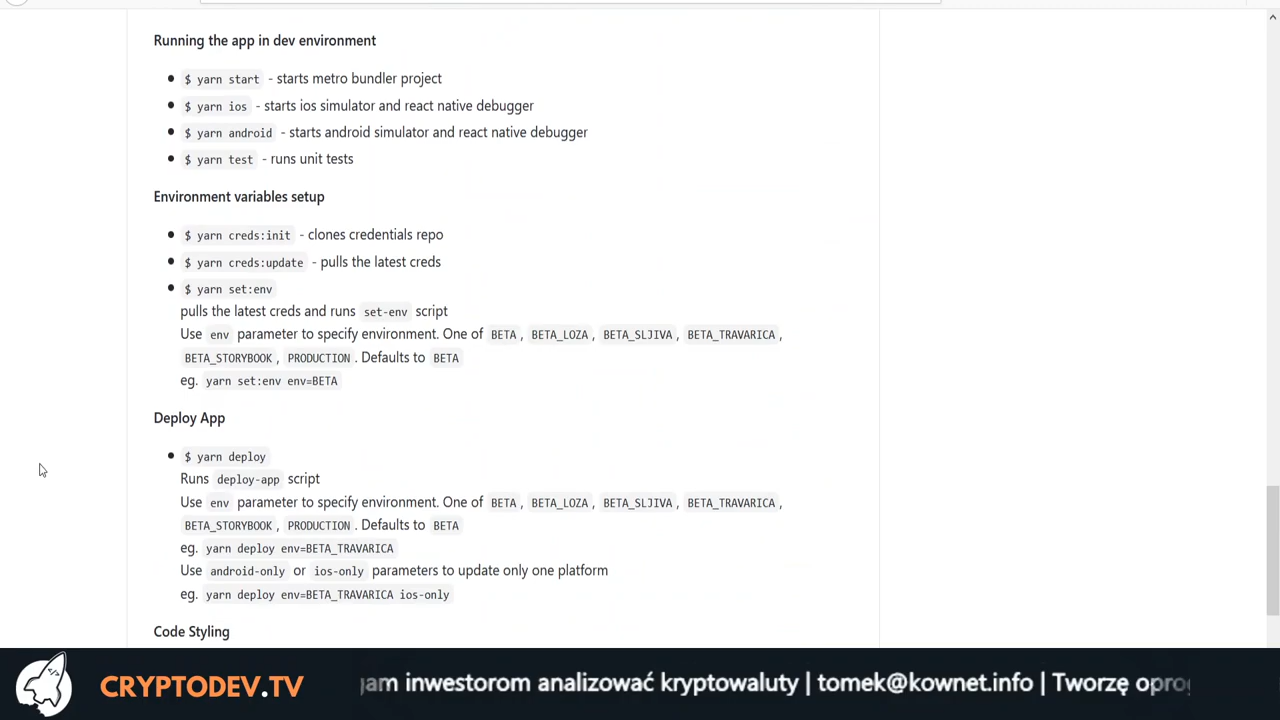 Running the app in dev environment
$ yarn start - starts metro bundler project
$ yarn ios - starts ios simulator and react native debugger
$ yarn android - starts android simulator and react native debugger
$ yarn test - runs unit tests
Environment variables setup
$ yarn creds:init - clones credentials repo
$ yarn creds:update - pulls the latest creds
$ yarn set:env
pulls the latest creds and runs set-env script
Use env parameter to specify environment. One of BETA, BETA_LOZA, BETA_SLJIVA, BETA_TRAVARICA,
BETA_STORYBOOK, PRODUCTION. Defaults to BETA
eg. yarn set:env env=BETA
Deploy App
$ yarn deploy
Runs deploy-app script
Use env parameter to specify environment. One of BETA, BETA_LOZA, BETA_SLJIVA, BETA_TRAVARICA,
BETA_STORYBOOK, PRODUCTION. Defaults to BETA
eg. yarn deploy env=BETA_TRAVARICA
Use android-only or ios-only parameters to update only one platform
eg. yarn deploy env=BETA_TRAVARICA ios-only
Code Styling
CRYPTODEV.TV
inwestorom analizować kryptowaluty | tomek@kownet.info | Tworzę